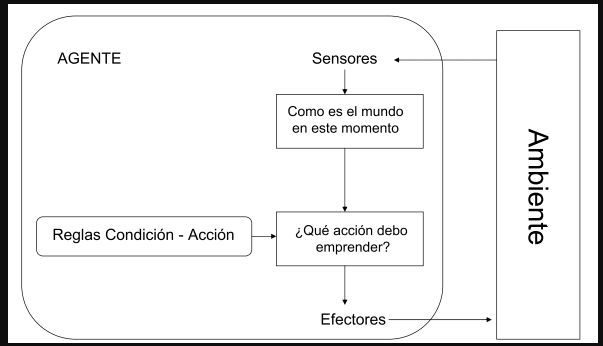 AGENTE
Sensores
Como es el mundo
en este momento
Reglas Condición - Acción
¿Qué acción debo
emprender?
Efectores
Ambiente